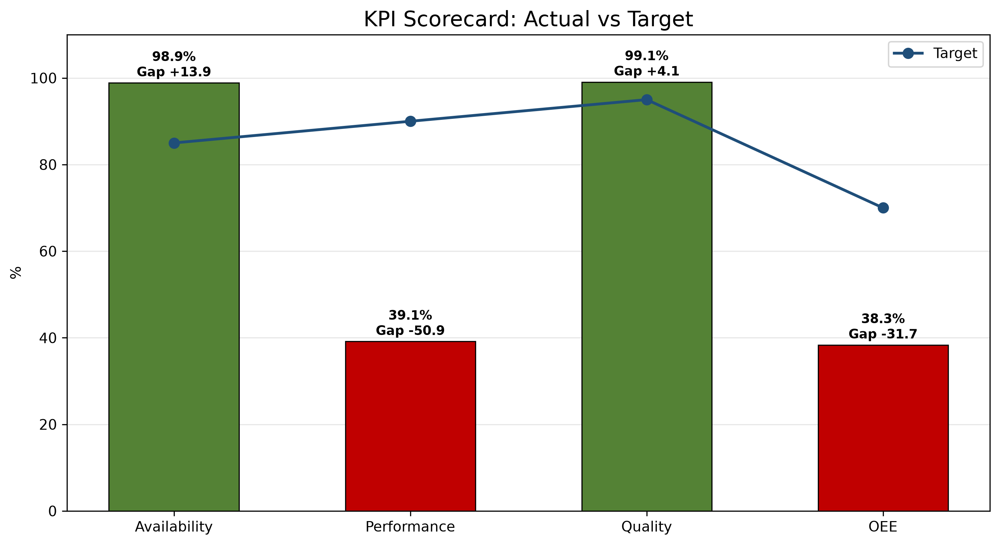 KPI Scorecard: Actual vs Target
Target
98.9%
Gap +13.9
99.1%
Gap +4.1
39.1%
Gap -50.9
38.3%
Gap -31.7
100
80
60
40
20
0
%
Availability
Performance
Quality
OEE